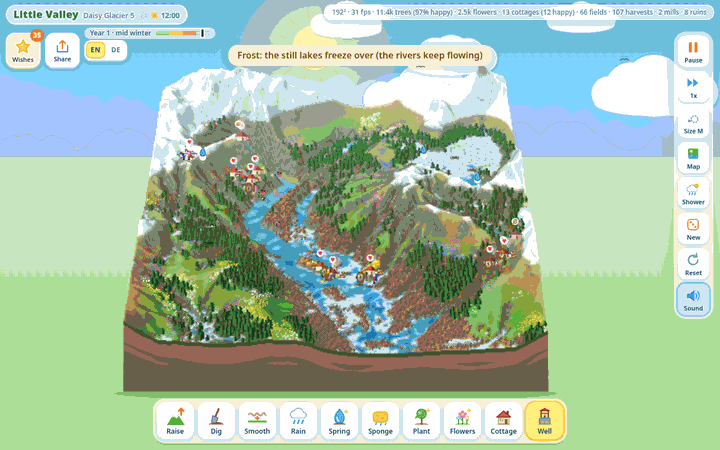 Little Valley Daisy Glacier 5 12:00
192² · 31 fps · 11.4k trees (97% happy) · 2.5k flowers · 13 cottages (12 happy) · 66 fields · 107 harvests · 2 mills · 8 ruins
Year 1 · mid winter
35
Wishes
Share
EN
DE
Frost: the still lakes freeze over (the rivers keep flowing)
Pause
1x
Size M
Map
Shower
New
Reset
Sound
Raise
Dig
Smooth
Rain
Spring
Sponge
Plant
Flowers
Cottage
Well